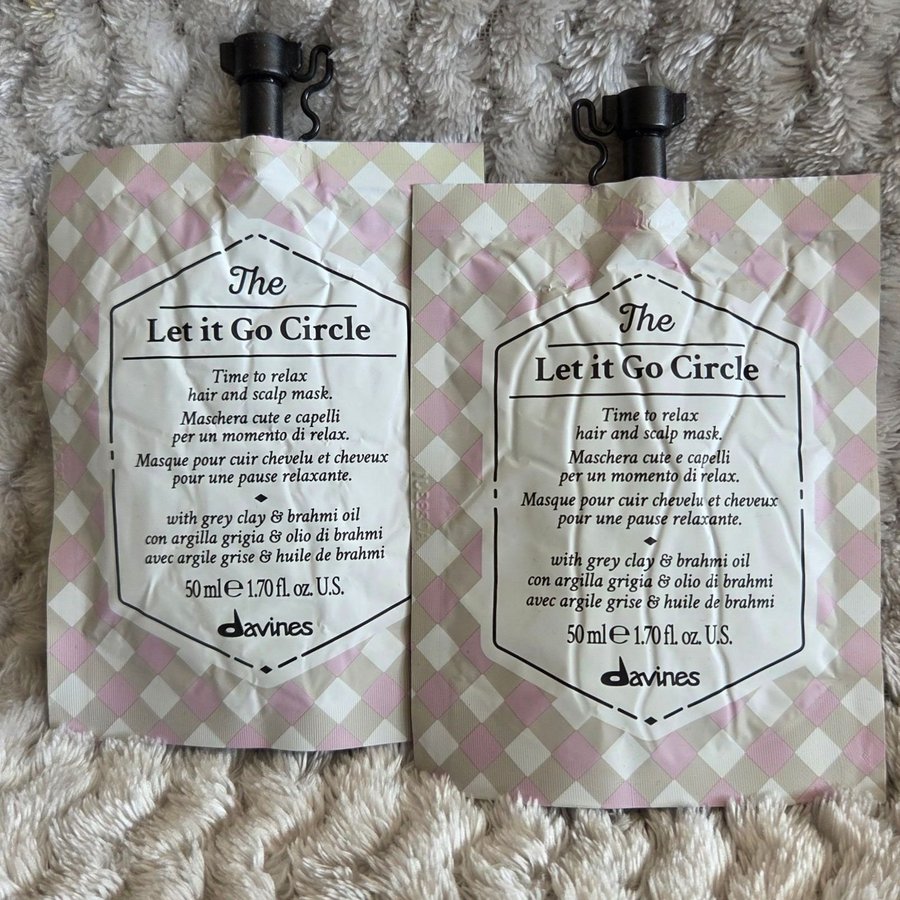 The
Let it Go Circle
Time to relax
hair and scalp mask.
Maschera cute e capelli
per un momento di relax.
Masque pour cuir chevelu et cheveux
pour une pause relaxante.
with grey clay & brahmi oil
con argilla grigia & olio di brahmi
avec argile grise & huile de brahmi
50 ml ℮ 1.70 fl. oz. U.S.
davines
The
Let it Go Circle
Time to relax
hair and scalp mask.
Maschera cute e capelli
per un momento di relax.
Masque pour cuir chevelu et cheveux
pour une pause relaxante.
with grey clay & brahmi oil
con argilla grigia & olio di brahmi
avec argile grise & huile de brahmi
50 ml ℮ 1.70 fl. oz. U.S.
davines